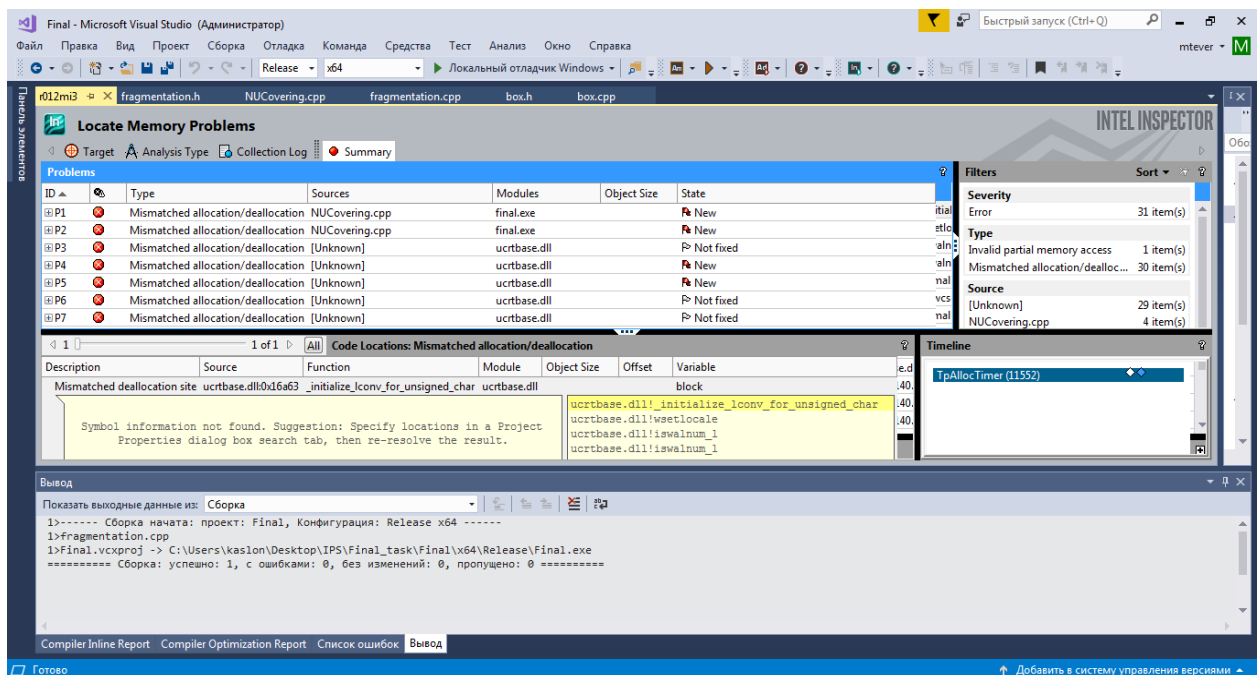 Final - Microsoft Visual Studio (Администратор)
Быстрый запуск (Ctrl+Q)
Файл Правка Вид Проект Сборка Отладка Команда Средства Тест Анализ Окно Справка
mtever
M
Release x64 Локальный отладчик Windows
Панель элементов
r012mi3 fragmentation.h NUCovering.cpp fragmentation.cpp box.h box.cpp
Locate Memory Problems
INTEL INSPECTOR
Target Analysis Type Collection Log Summary
Problems ?
ID Type Sources Modules Object Size State
P1 Mismatched allocation/deallocation NUCovering.cpp final.exe New
P2 Mismatched allocation/deallocation NUCovering.cpp final.exe New
P3 Mismatched allocation/deallocation [Unknown] ucrtbase.dll Not fixed
P4 Mismatched allocation/deallocation [Unknown] ucrtbase.dll New
P5 Mismatched allocation/deallocation [Unknown] ucrtbase.dll New
P6 Mismatched allocation/deallocation [Unknown] ucrtbase.dll Not fixed
P7 Mismatched allocation/deallocation [Unknown] ucrtbase.dll Not fixed
Filters Sort ?
Severity
Error 31 item(s)
Type
Invalid partial memory access 1 item(s)
Mismatched allocation/dealloc... 30 item(s)
Source
[Unknown] 29 item(s)
NUCovering.cpp 4 item(s)
1 1 of 1 All Code Locations: Mismatched allocation/deallocation ?
Description Source Function Module Object Size Offset Variable
Mismatched deallocation site ucrtbase.dll:0x16a63 _initialize_lconv_for_unsigned_char ucrtbase.dll block
Symbol information not found. Suggestion: Specify locations in a Project
Properties dialog box search tab, then re-resolve the result.
ucrtbase.dll!_initialize_lconv_for_unsigned_char
ucrtbase.dll!wsetlocale
ucrtbase.dll!iswalnum_l
ucrtbase.dll!iswalnum_l
Timeline ?
TpAllocTimer (11552)
Вывод
Показать выходные данные из: Сборка
1>------ Сборка начата: проект: Final, Конфигурация: Release x64 ------
1>fragmentation.cpp
1>Final.vcxproj -> C:\Users\kaslon\Desktop\IPS\Final_task\Final\x64\Release\Final.exe
========== Сборка: успешно: 1, с ошибками: 0, без изменений: 0, пропущено: 0 ==========
Compiler Inline Report Compiler Optimization Report Список ошибок Вывод
Готово
Добавить в систему управления версиями